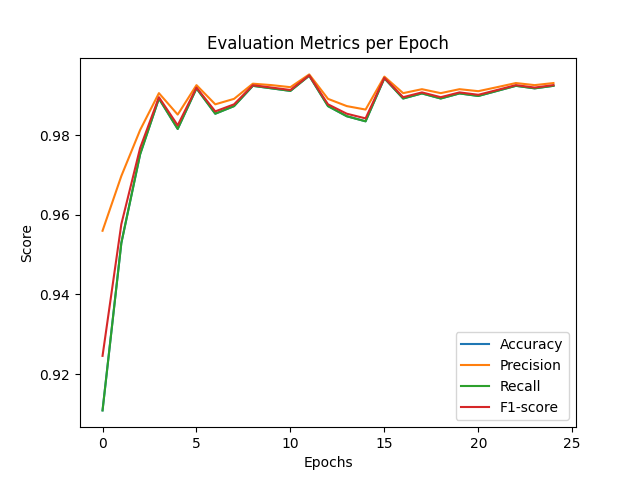 Evaluation Metrics per Epoch
Score
0.98
0.96
0.94
0.92
Accuracy
Precision
Recall
F1-score
0 5 10 15 20 25
Epochs